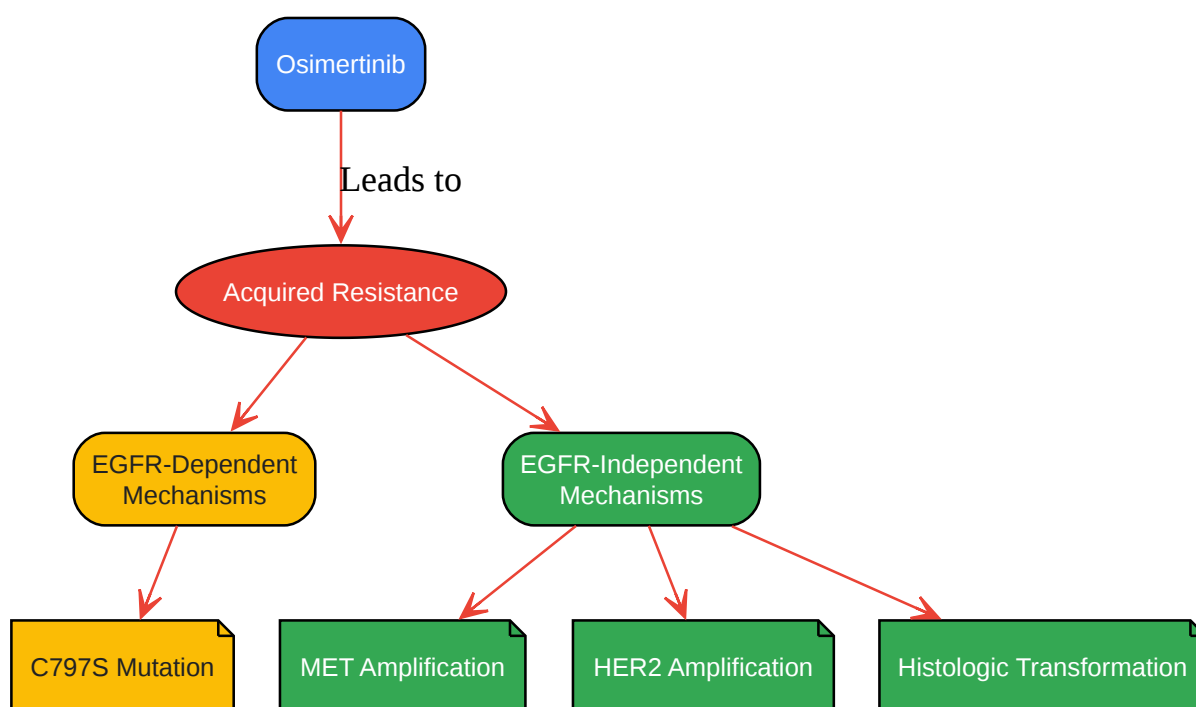 Osimertinib
Leads to
Acquired Resistance
EGFR-Dependent
Mechanisms
EGFR-Independent
Mechanisms
C797S Mutation
MET Amplification
HER2 Amplification
Histologic Transformation